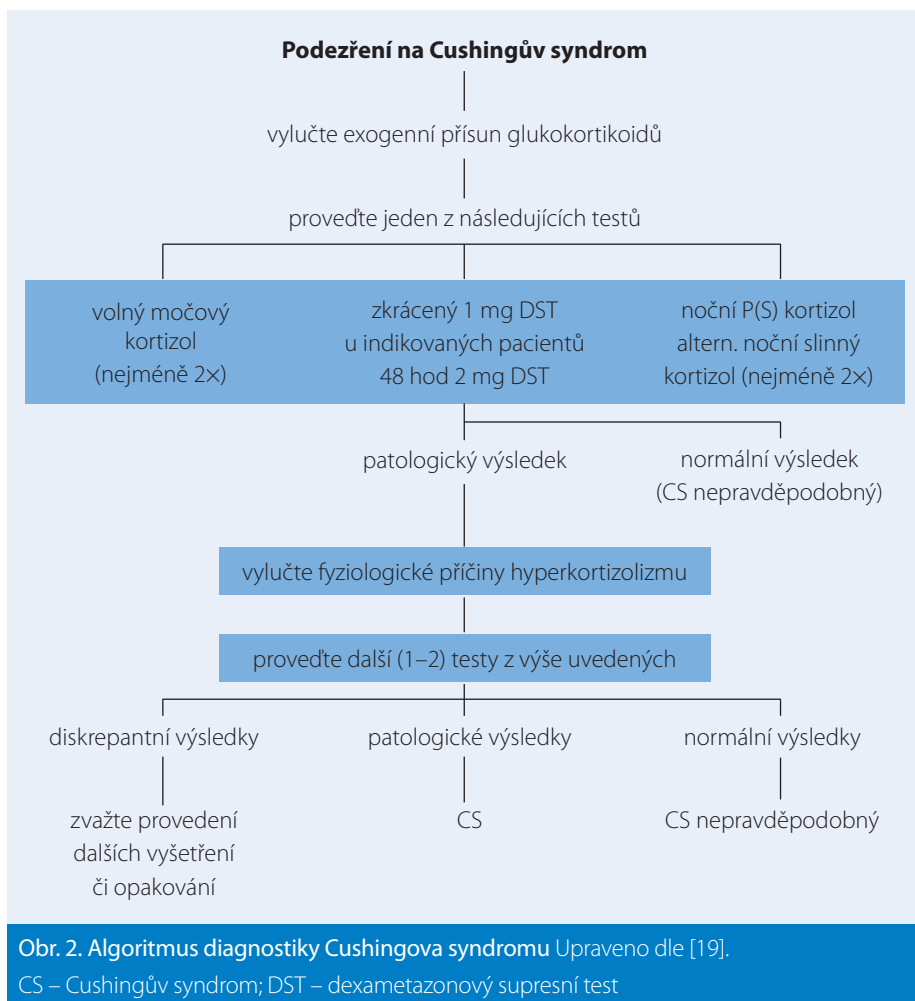 Podezření na Cushingův syndrom
vylučte exogenní přísun glukokortikoidů
proveďte jeden z následujících testů
volný močový
kortizol
(nejméně 2×)
zkrácený 1 mg DST
u indikovaných pacientů
48 hod 2 mg DST
noční P(S) kortizol
altern. noční slinný
kortizol (nejméně 2×)
patologický výsledek
normální výsledek
(CS nepravděpodobný)
vylučte fyziologické příčiny hyperkortizolizmu
proveďte další (1–2) testy z výše uvedených
diskrepantní výsledky
patologické výsledky
normální výsledky
zvažte provedení
dalších vyšetření
či opakování
CS
CS nepravděpodobný
Obr. 2. Algoritmus diagnostiky Cushingova syndromu Upraveno dle [19].
CS – Cushingův syndrom; DST – dexametazonový supresní test